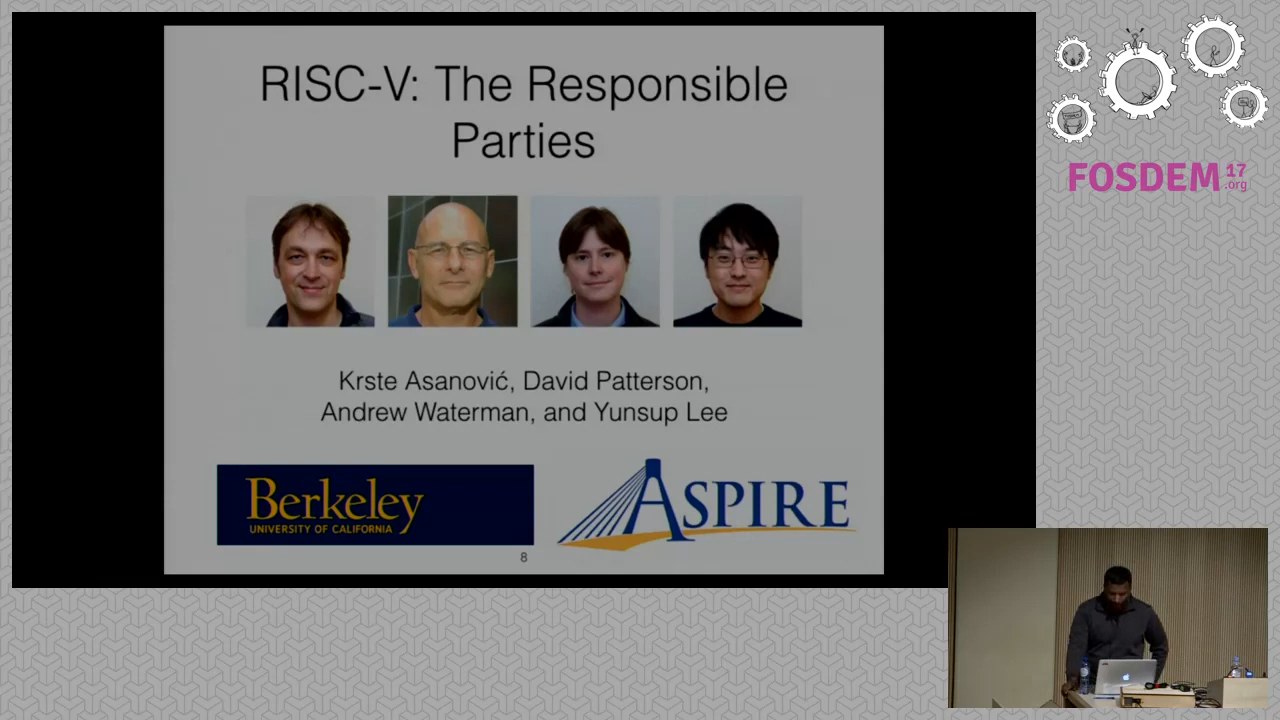 RISC-V: The Responsible
Parties
Krste Asanović, David Patterson,
Andrew Waterman, and Yunsup Lee
Berkeley
UNIVERSITY OF CALIFORNIA
ASPIRE
8
FOSDEM 17
.org